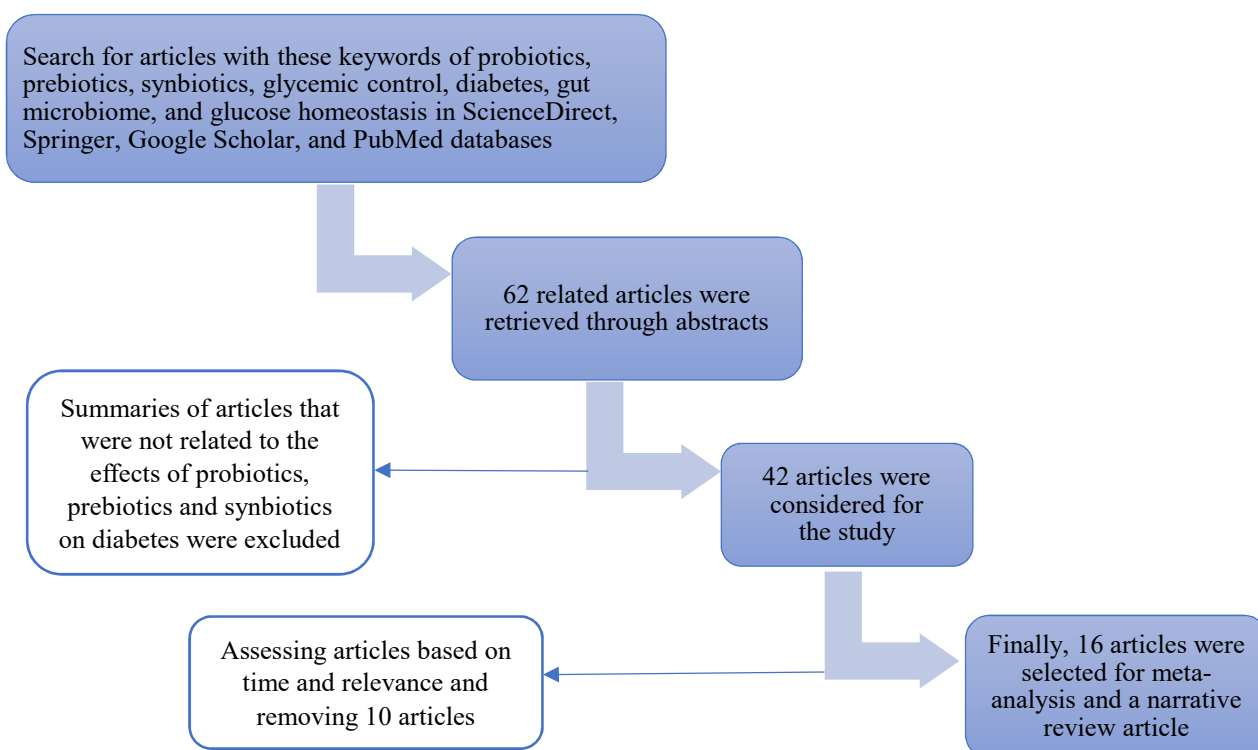 Search for articles with these keywords of probiotics,
prebiotics, synbiotics, glycemic control, diabetes, gut
microbiome, and glucose homeostasis in ScienceDirect,
Springer, Google Scholar, and PubMed databases
62 related articles were
retrieved through abstracts
Summaries of articles that
were not related to the
effects of probiotics,
prebiotics and synbiotics
on diabetes were excluded
42 articles were
considered for
the study
Assessing articles based on
time and relevance and
removing 10 articles
Finally, 16 articles were
selected for meta-
analysis and a narrative
review article